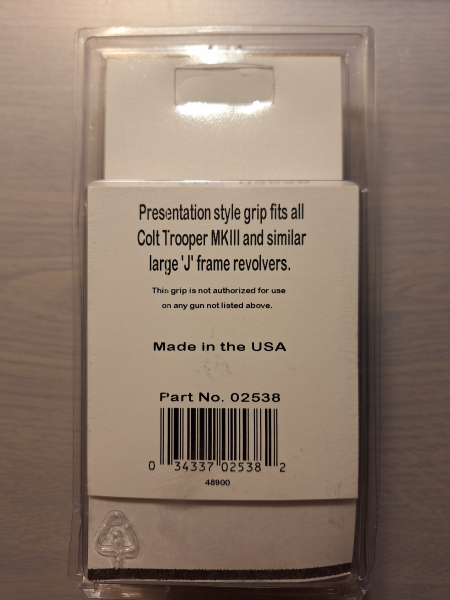 Presentation style grip fits all
Colt Trooper MKIII and similar
large 'J' frame revolvers.
This grip is not authorized for use
on any gun not listed above.
Made in the USA
Part No. 02538
0 34337 02538 2
48900